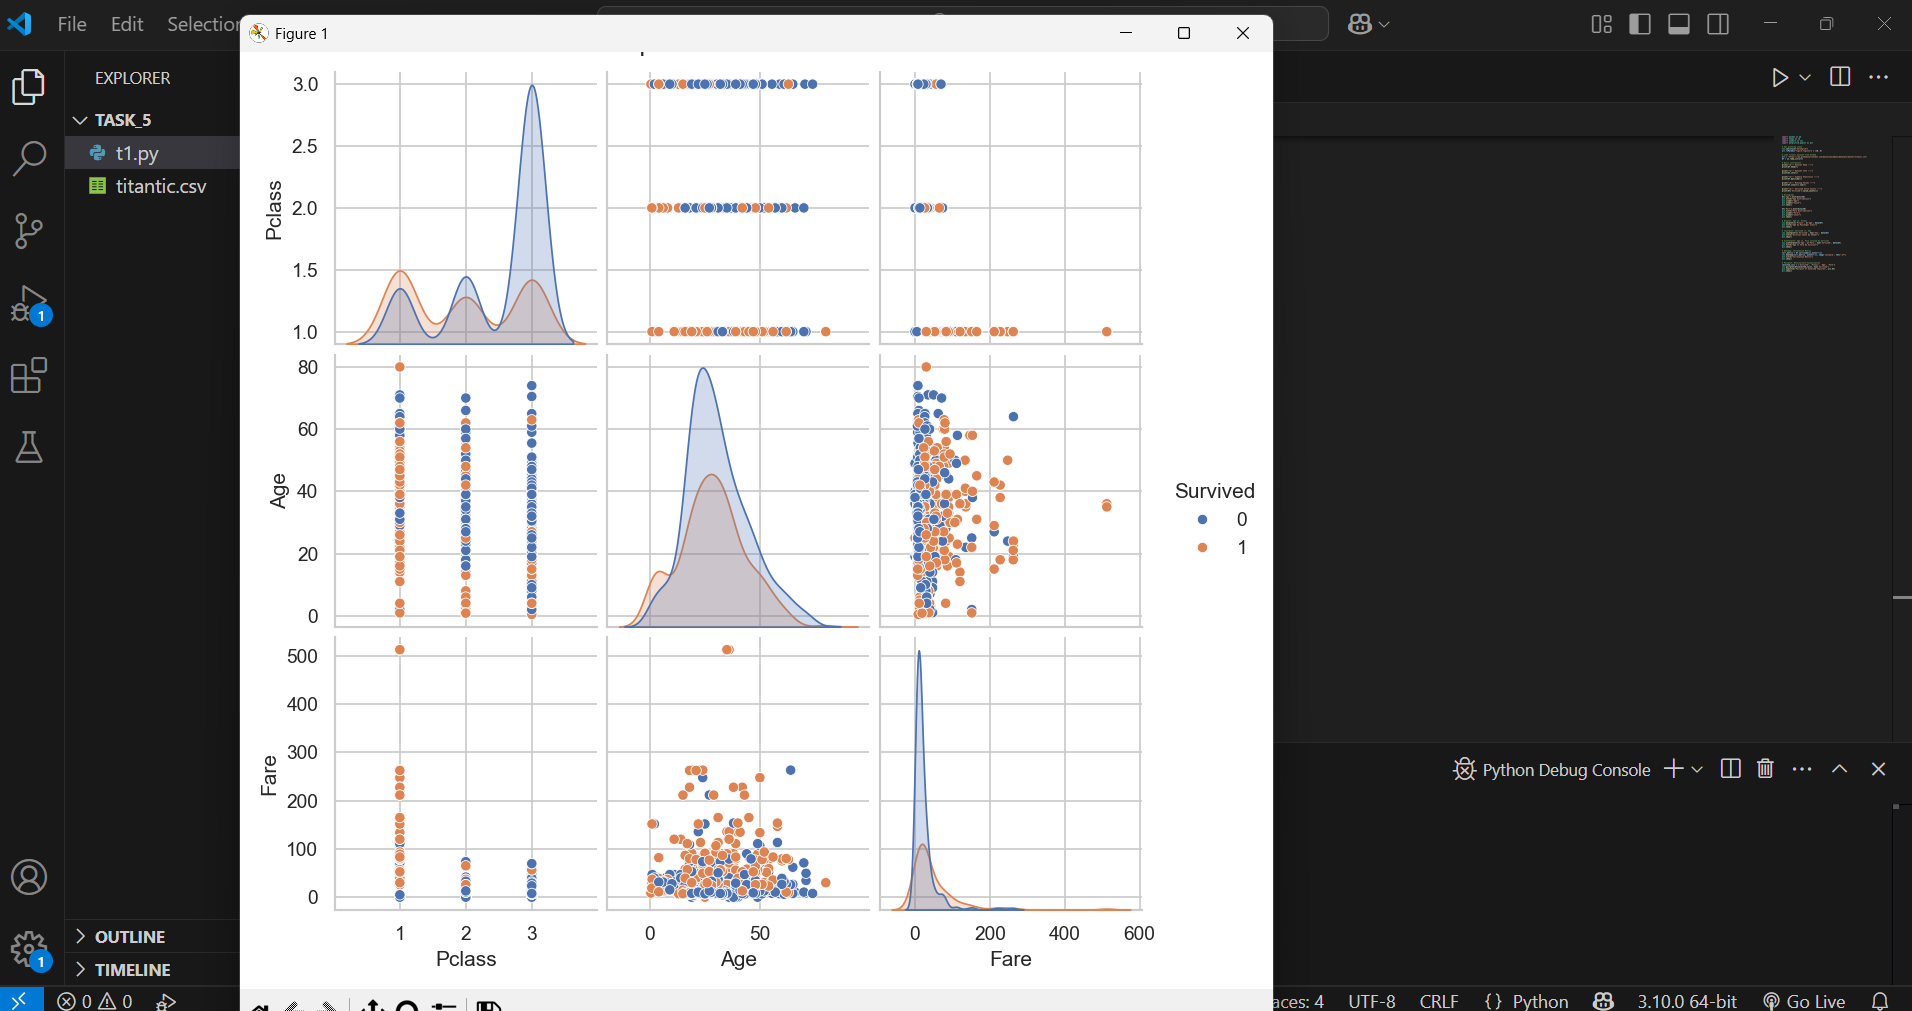 File Edit Selection
Figure 1
EXPLORER
TASK_5
t1.py
titantic.csv
1
OUTLINE
TIMELINE
1
0 0
3.0
2.5
2.0
1.5
1.0
Pclass
80
60
40
20
0
Age
500
400
300
200
100
0
Fare
1 2 3
Pclass
0 50
Age
0 200 400 600
Fare
Survived
0
1
Python Debug Console
aces: 4 UTF-8 CRLF {} Python 3.10.0 64-bit Go Live